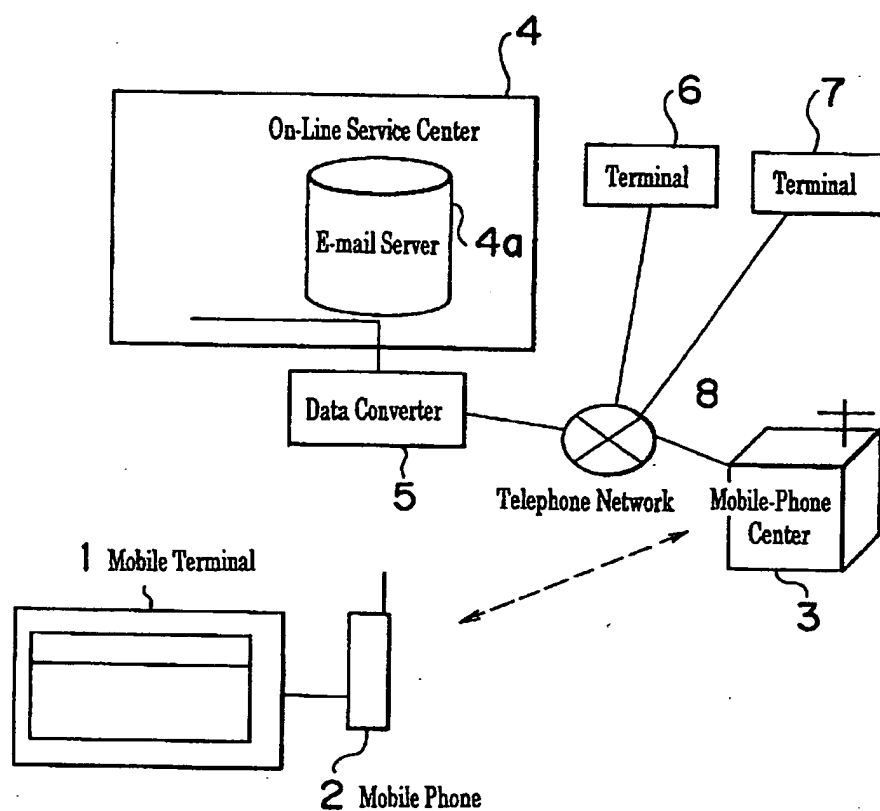 4
6
7
On-Line Service Center
Terminal
Terminal
E-mail Server
4a
8
Data Converter
5
Telephone Network
Mobile-Phone
Center
3
1 Mobile Terminal
2 Mobile Phone